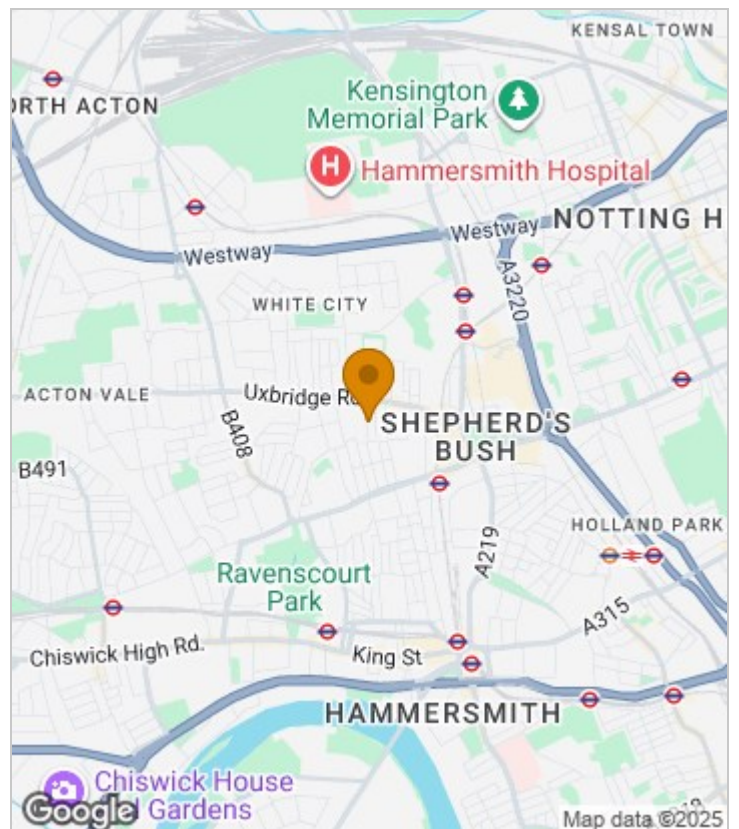 KENSAL TOWN
ORTH ACTON
Kensington
Memorial Park
H
Hammersmith Hospital
Westway
Westway
NOTTING H
A3220
WHITE CITY
ACTON VALE
Uxbridge Rd
B408
SHEPHERD'S
BUSH
B491
A219
HOLLAND PARK
Ravenscourt
Park
A315
Chiswick High Rd.
King St
HAMMERSMITH
Chiswick House
d Gardens
Google
Map data ©2025